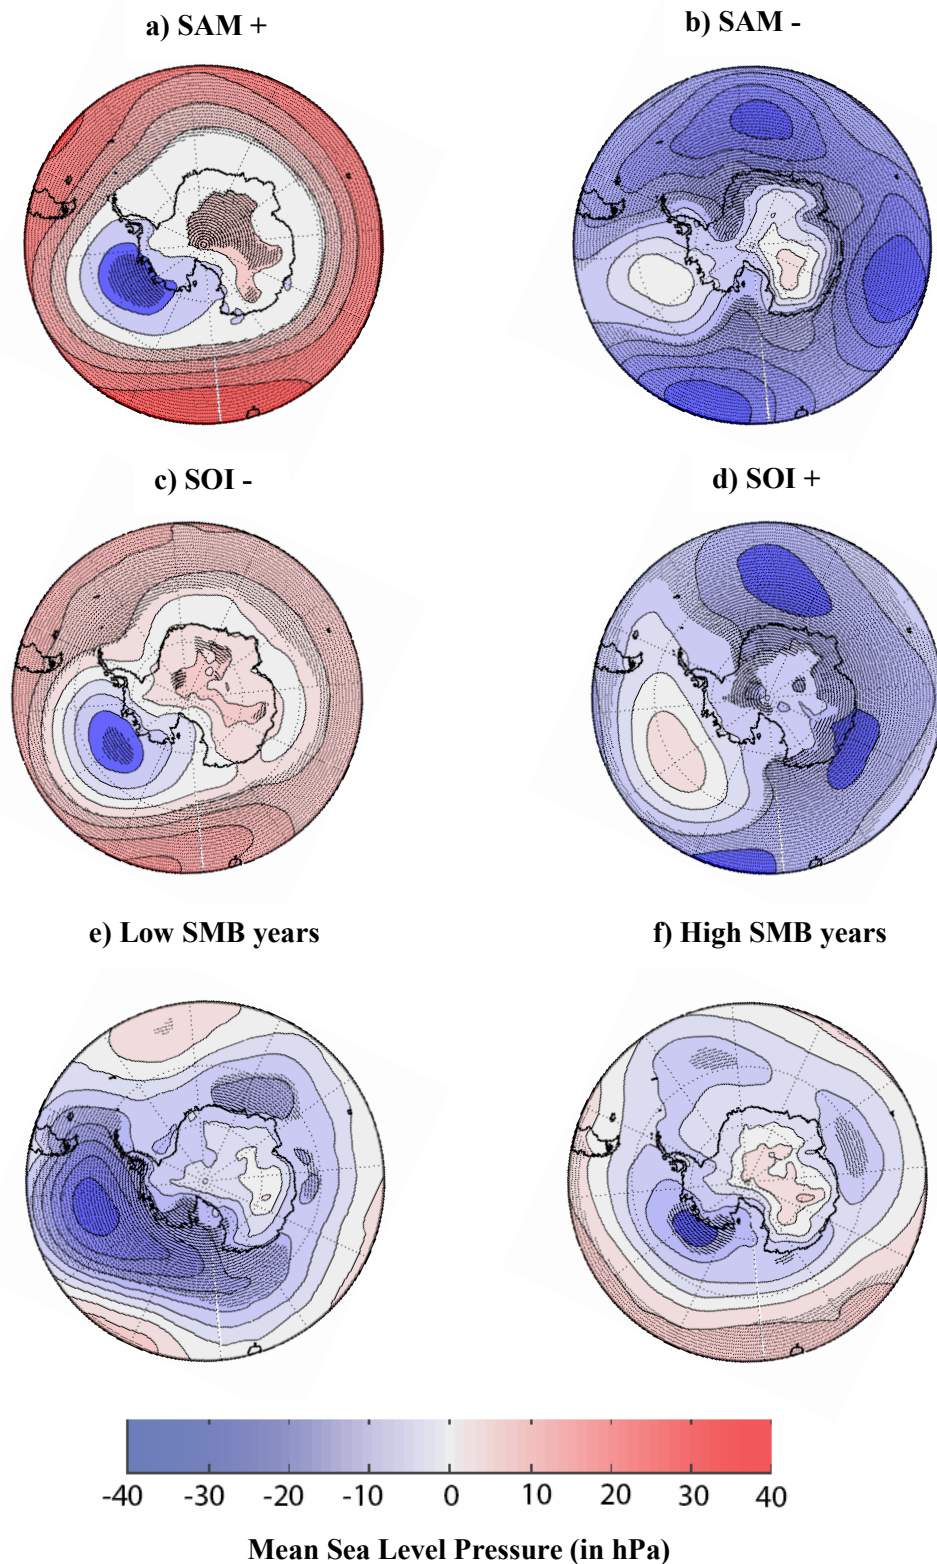 a) SAM +
b) SAM -
c) SOI -
d) SOI +
e) Low SMB years
f) High SMB years
-40 -30 -20 -10 0 10 20 30 40
Mean Sea Level Pressure (in hPa)